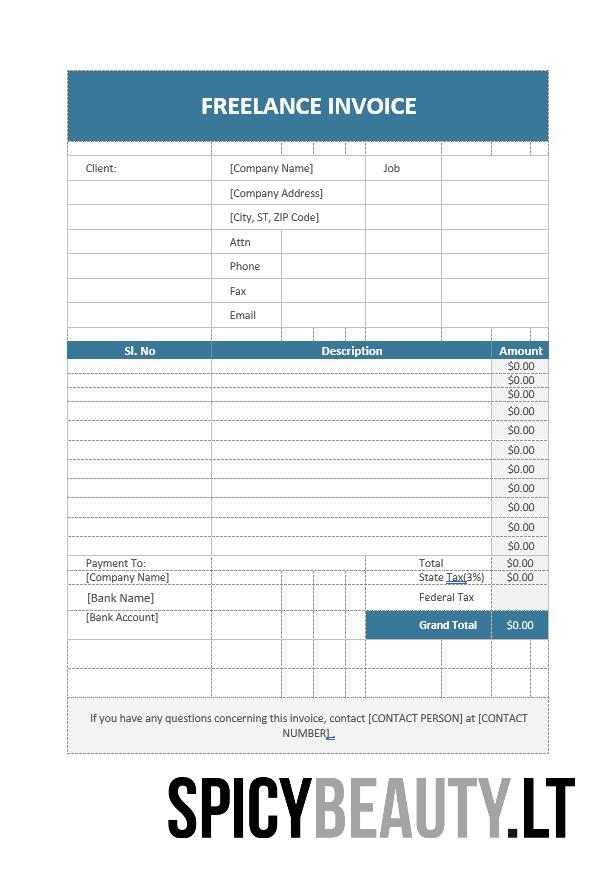 FREELANCE INVOICE
Client: [Company Name] Job
[Company Address]
[City, ST, ZIP Code]
Attn
Phone
Fax
Email
Sl. No Description Amount
$0.00
$0.00
$0.00
$0.00
$0.00
$0.00
$0.00
$0.00
$0.00
$0.00
$0.00
Payment To: Total $0.00
[Company Name] State Tax(3%) $0.00
[Bank Name] Federal Tax
[Bank Account]
Grand Total $0.00
If you have any questions concerning this invoice, contact [CONTACT PERSON] at [CONTACT
NUMBER]..
SPICYBEAUTY.LT